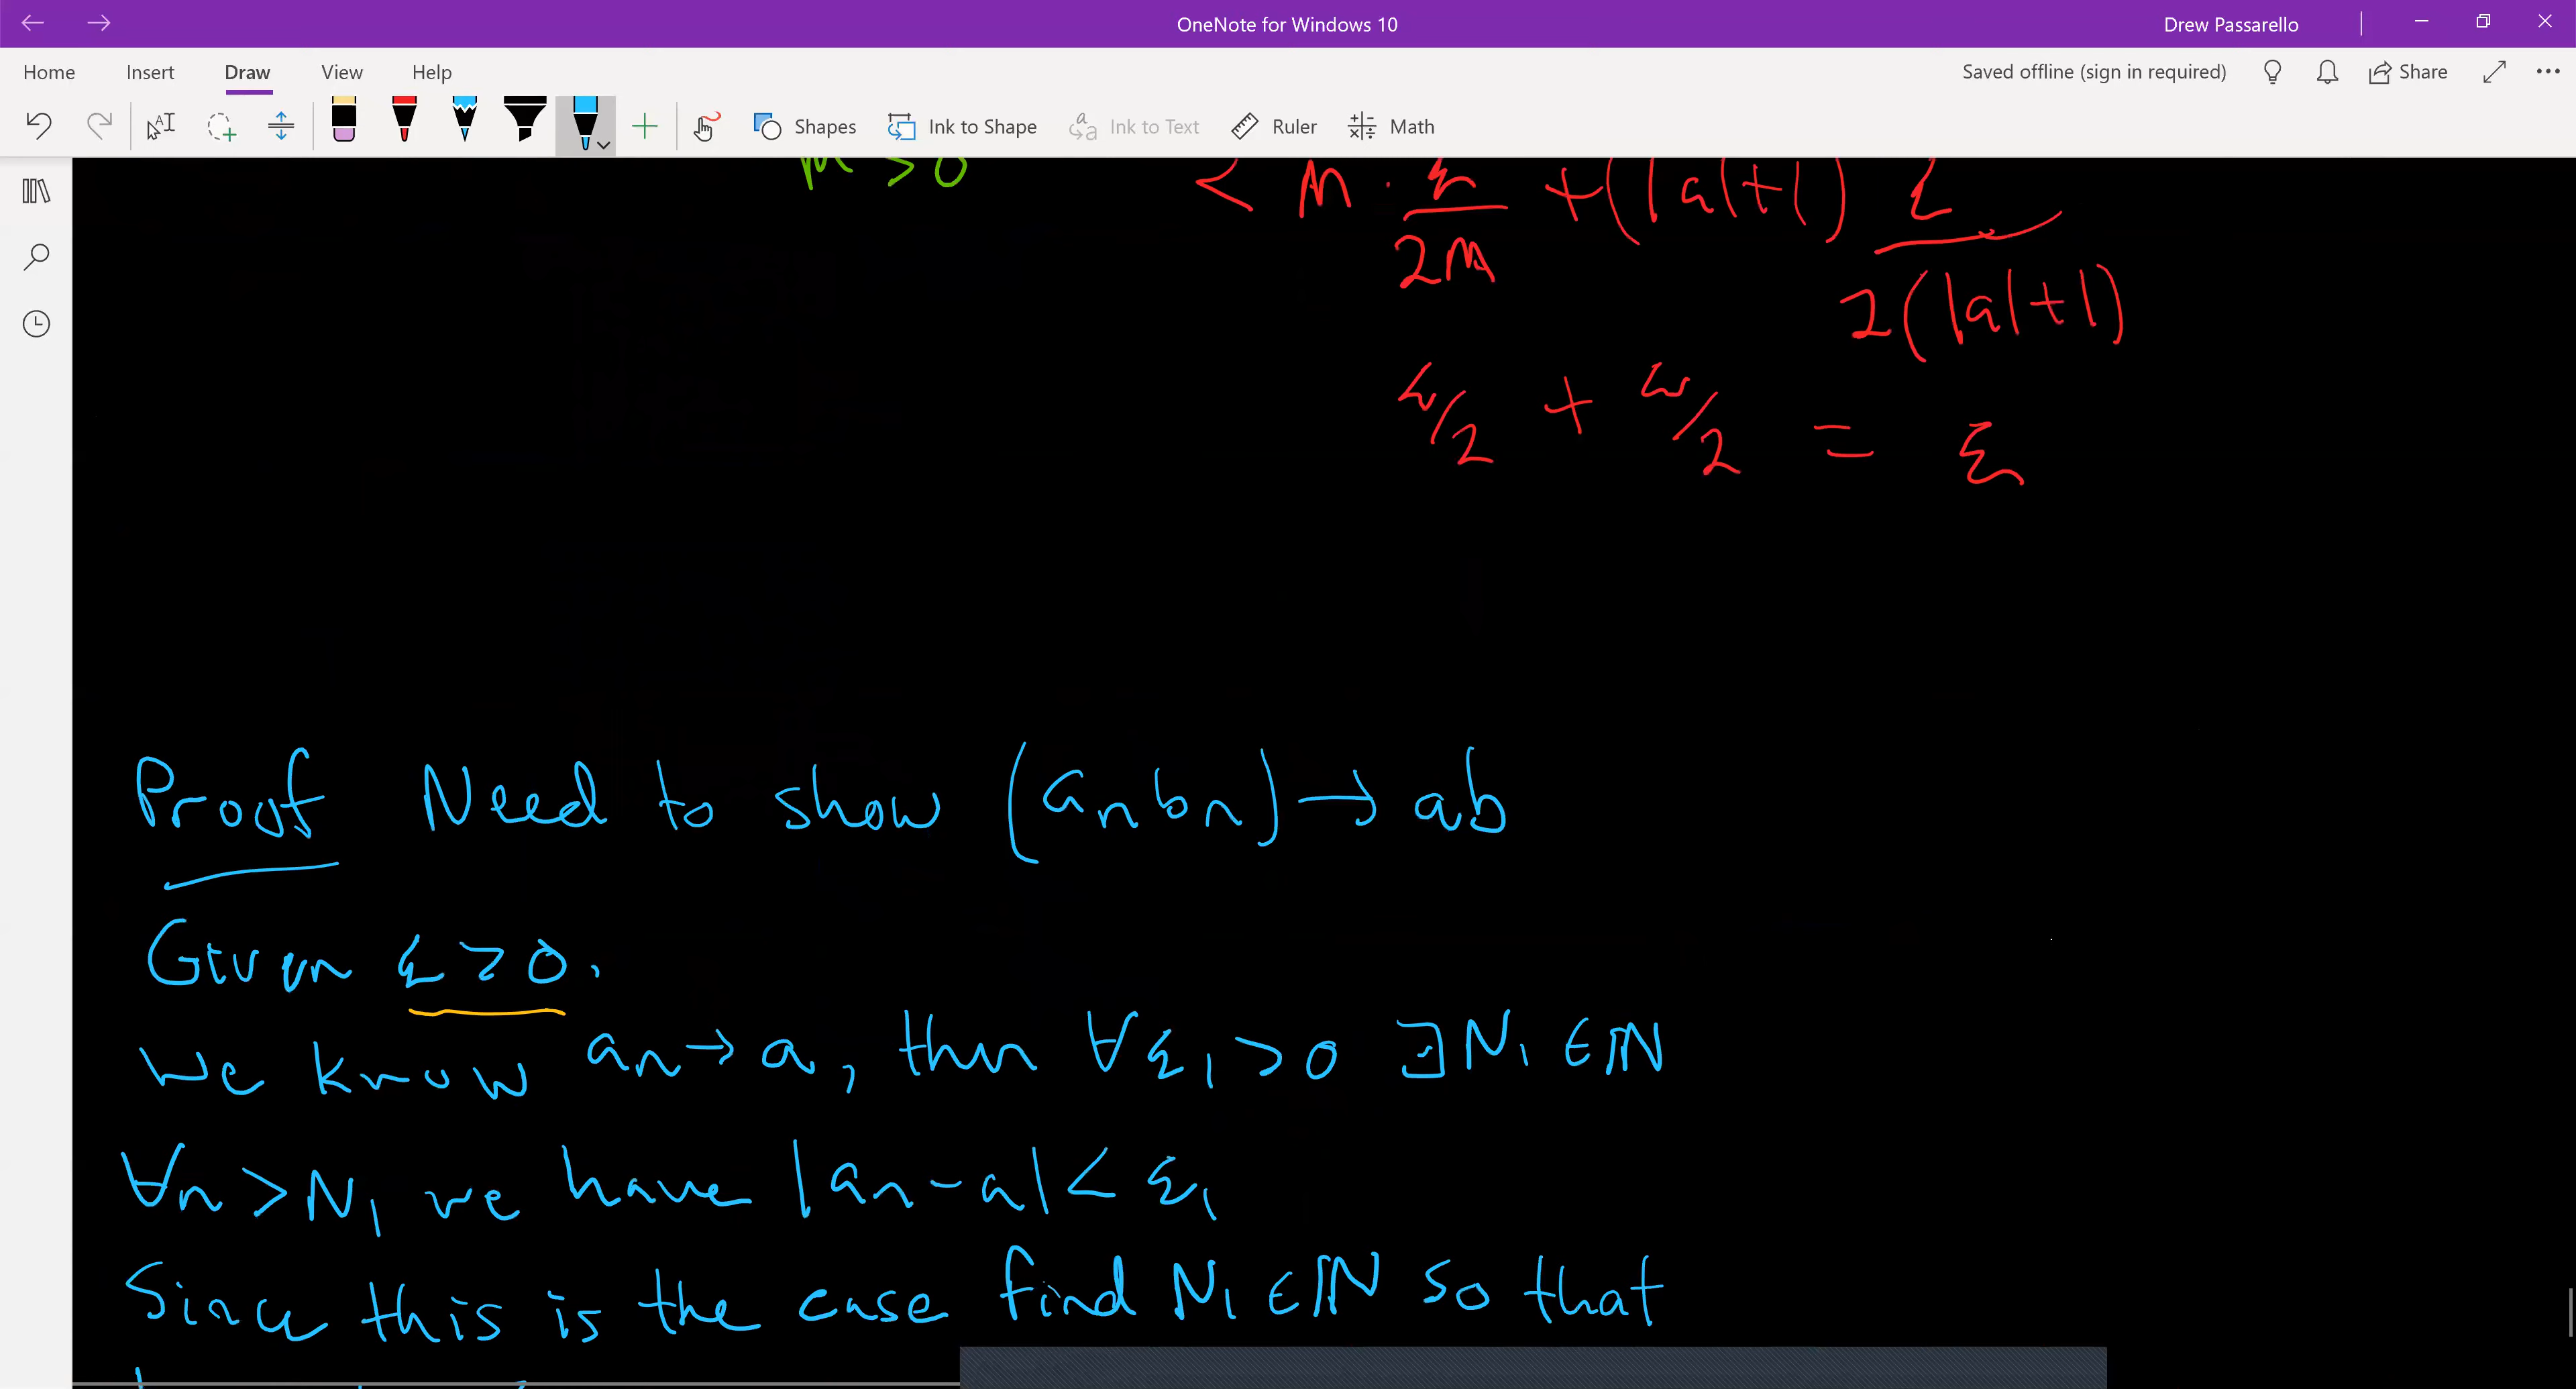 OneNote for Windows 10
Drew Passarello
Home Insert Draw View Help
Saved offline (sign in required)
Share
Shapes Ink to Shape Ink to Text Ruler Math
M > 0
< M · ε/2M + (|a|+1) ε/2(|a|+1)
ε/2 + ε/2 = ε
Proof Need to show (anbn) → ab
Given ε > 0.
We know an → a, then ∀ε1 > 0 ∃N1 ∈ ℕ
∀n > N1 we have |an - a| < ε1
Since this is the case find N1 ∈ ℕ so that